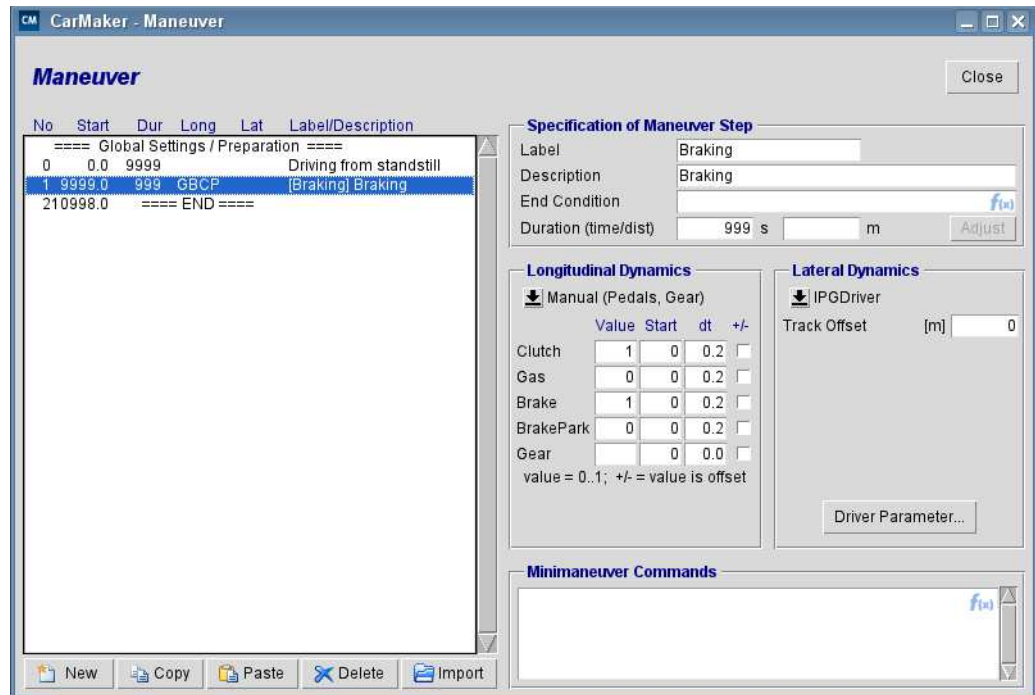 CM CarMaker - Maneuver
Maneuver
Close
No Start Dur Long Lat Label/Description
==== Global Settings / Preparation ====
0 0.0 9999 Driving from standstill
1 9999.0 999 GBCP [Braking] Braking
210998.0 ==== END ====
New Copy Paste Delete Import
Specification of Maneuver Step
Label Braking
Description Braking
End Condition f(x)
Duration (time/dist) 999 s m Adjust
Longitudinal Dynamics
Manual (Pedals, Gear)
Value Start dt +/-
Clutch 1 0 0.2
Gas 0 0 0.2
Brake 1 0 0.2
BrakePark 0 0 0.2
Gear 0 0.0
value = 0..1; +/- = value is offset
Lateral Dynamics
IPGDriver
Track Offset [m] 0
Driver Parameter...
Minimaneuver Commands
f(x)